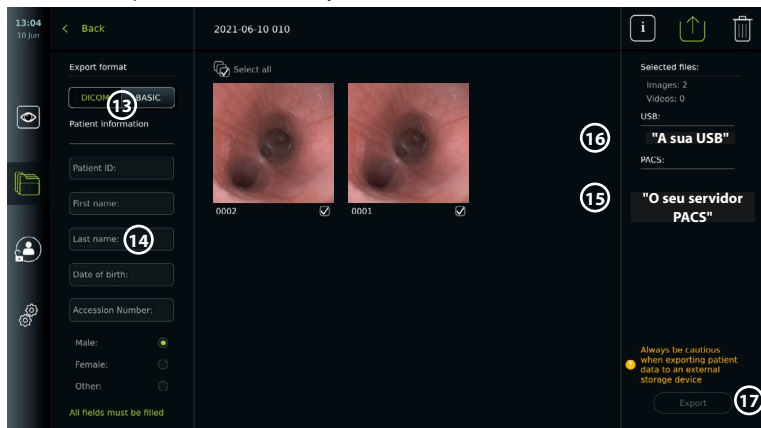 13:04
10 Jun
Back
2021-06-10 010
i
Export format
DICOM
BASIC
13
Patient information
Patient ID:
First name:
Last name:
14
Date of birth:
Accession Number:
Male:
Female:
Other:
All fields must be filled
Select all
0002
0001
Selected files:
Images: 2
Videos: 0
USB:
16
"A sua USB"
PACS:
15
"O seu servidor
PACS"
Always be cautious
when exporting patient
data to an external
storage device
Export
17